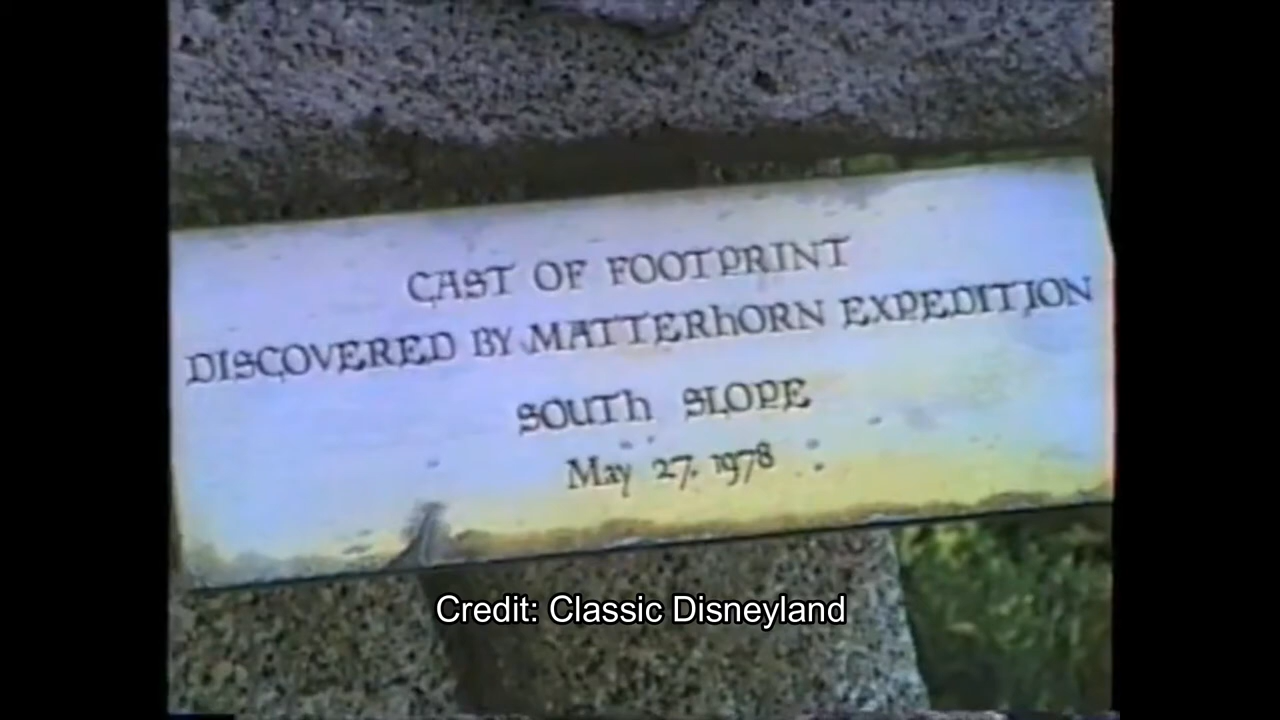 CAST OF FOOTPRINT
DISCOVERED BY MATTERhORN EXPEDITION
SOUTh SLOPE
May 27, 1978
Credit: Classic Disneyland